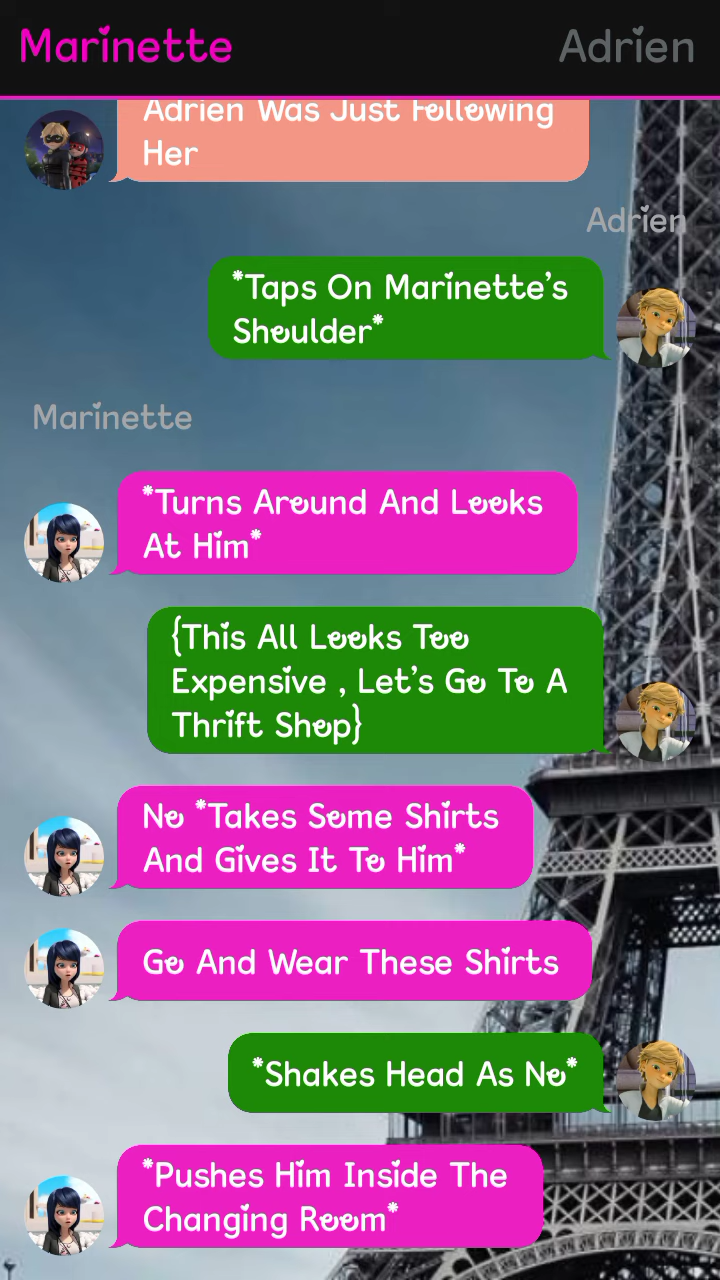 Marinette Adrien
Adrien Was Just Following
Her
Adrien
*Taps On Marinette's
Shoulder*
Marinette
*Turns Around And Looks
At Him*
{This All Looks Too
Expensive , Let's Go To A
Thrift Shop}
No *Takes Some Shirts
And Gives It To Him*
Go And Wear These Shirts
*Shakes Head As No*
*Pushes Him Inside The
Changing Room*